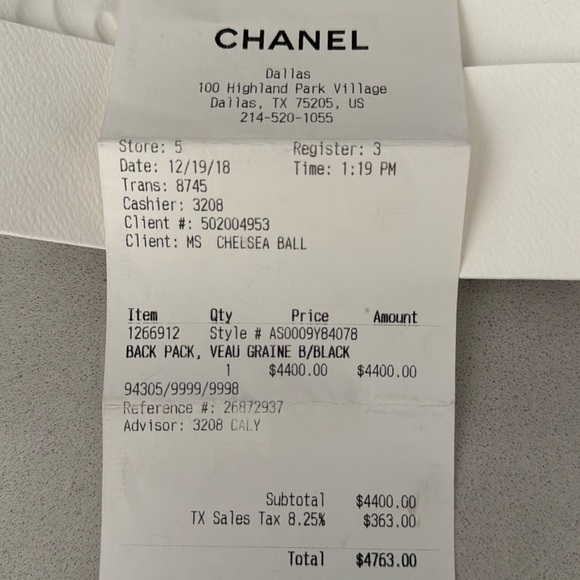 CHANEL
Dallas
100 Highland Park Village
Dallas, TX 75205, US
214-520-1055
Store: 5 Register: 3
Date: 12/19/18 Time: 1:19 PM
Trans: 8745
Cashier: 3208
Client #: 502004953
Client: MS CHELSEA BALL
Item Qty Price Amount
1266912 Style # AS0009Y84078
BACK PACK, VEAU GRAINE B/BLACK
1 $4400.00 $4400.00
94305/9999/9998
Reference #: 26872937
Advisor: 3208 CALY
Subtotal $4400.00
TX Sales Tax 8.25% $363.00
Total $4763.00